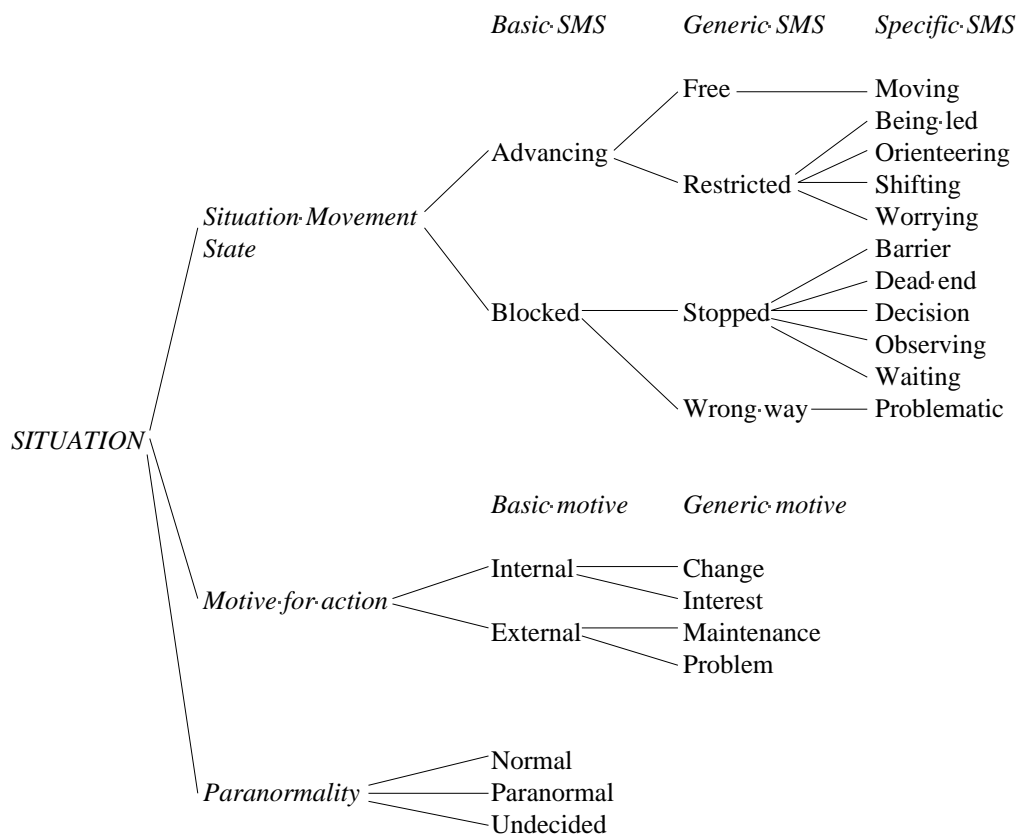 Basic SMS Generic SMS Specific SMS
Free Moving
Being led
Advancing Orienteering
Restricted Shifting
Situation Movement Worrying
State Barrier
Dead end
Blocked Stopped Decision
Observing
Waiting
Wrong way Problematic
SITUATION
Basic motive Generic motive
Internal Change
Motive for action Interest
External Maintenance
Problem
Normal
Paranormality Paranormal
Undecided